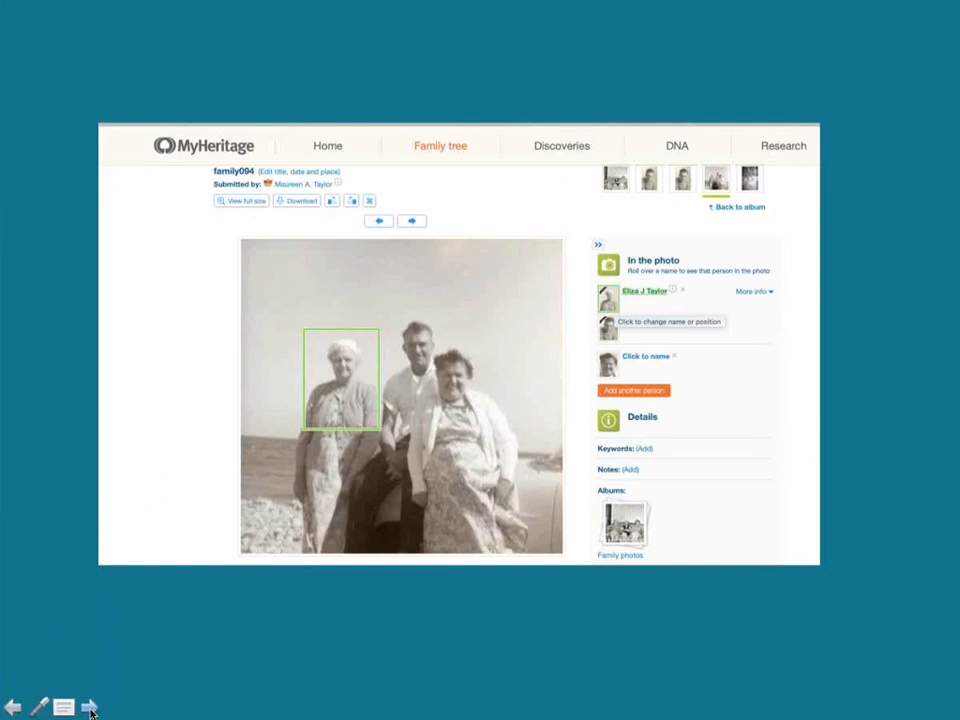 MyHeritage
Home
Family tree
Discoveries
DNA
Research
family094 (Edit title, date and place)
Submitted by: Maureen A. Taylor
View full size
Download
Back to album
In the photo
Roll over a name to see that person in the photo
Eliza J Taylor
More info
Click to change name or position
Click to name
Add another person
Details
Keywords: (Add)
Notes: (Add)
Albums:
Family photos